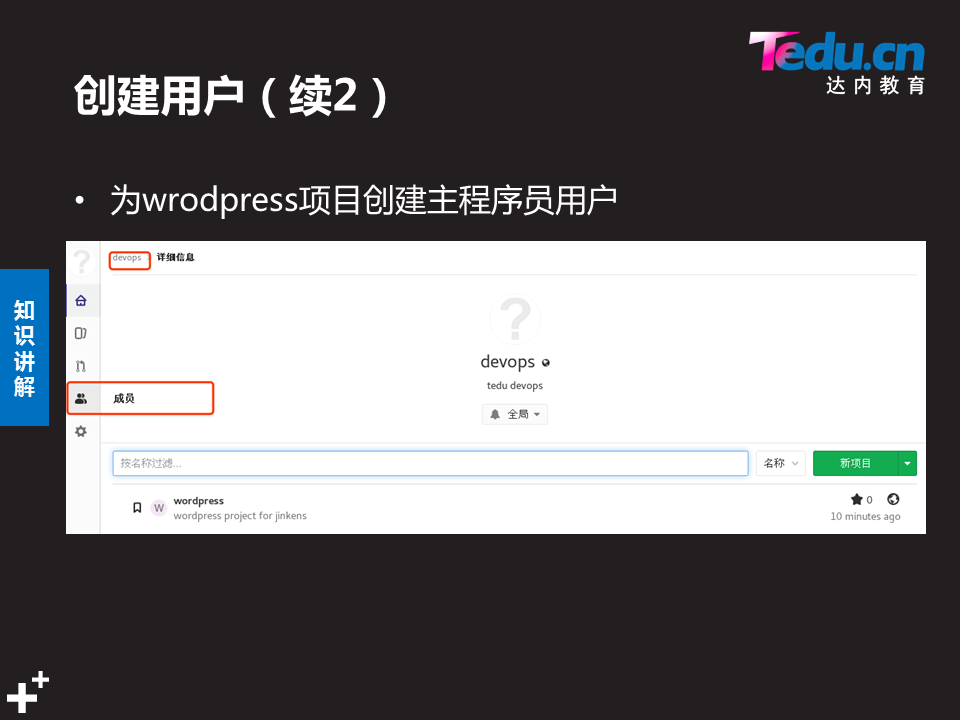 Tedu.cn
达内教育
创建用户（续2）
• 为wrodpress项目创建主程序员用户
知识讲解
devops 详细信息
devops
tedu devops
全局
成员
按名称过滤...
名称
新项目
W
wordpress
wordpress project for jinkens
0
10 minutes ago